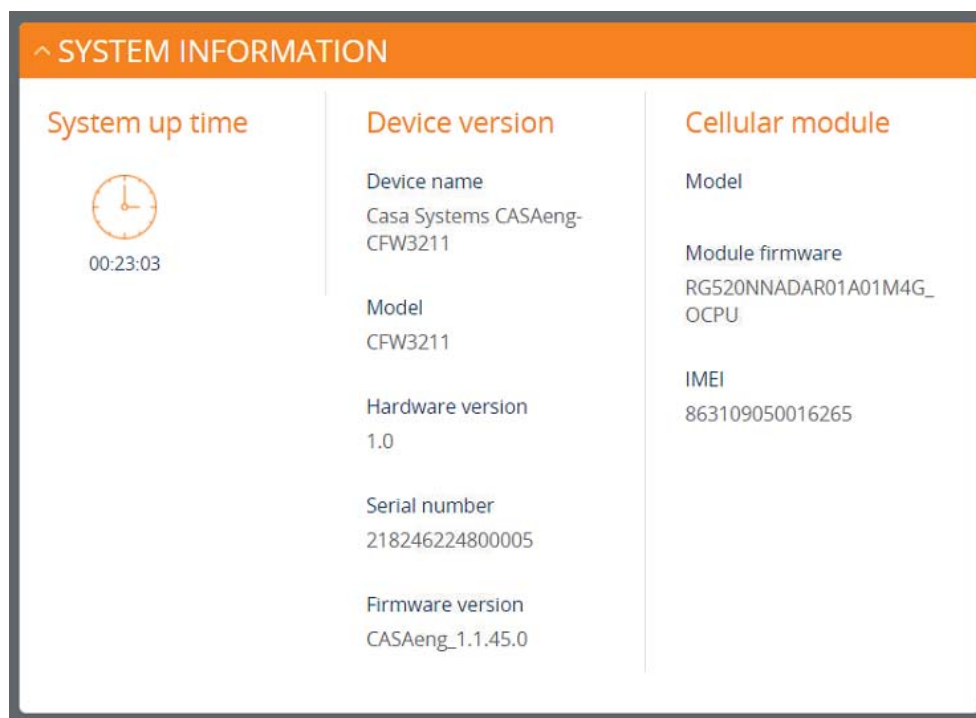 SYSTEM INFORMATION
System up time
00:23:03
Device version
Device name
Casa Systems CASAeng-
CFW3211
Model
CFW3211
Hardware version
1.0
Serial number
218246224800005
Firmware version
CASAeng_1.1.45.0
Cellular module
Model
Module firmware
RG520NNADAR01A01M4G_
OCPU
IMEI
863109050016265